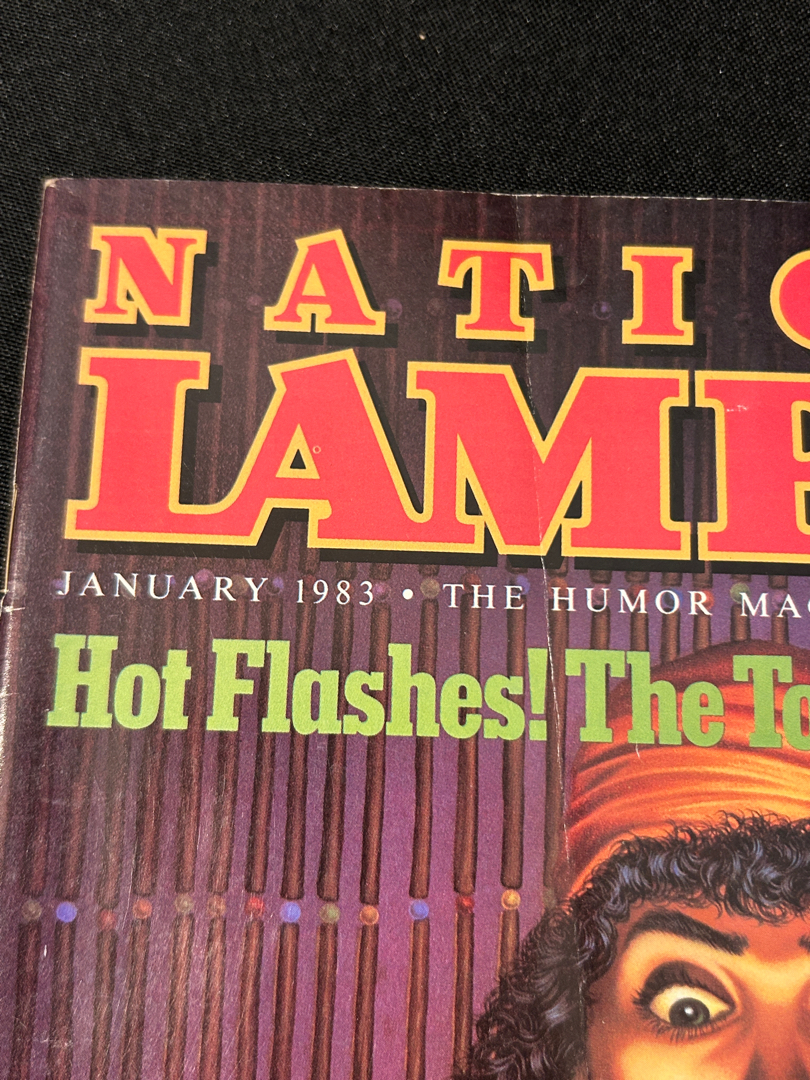 NATIO
LAMP
JANUARY 1983 • THE HUMOR MAG
Hot Flashes! The To